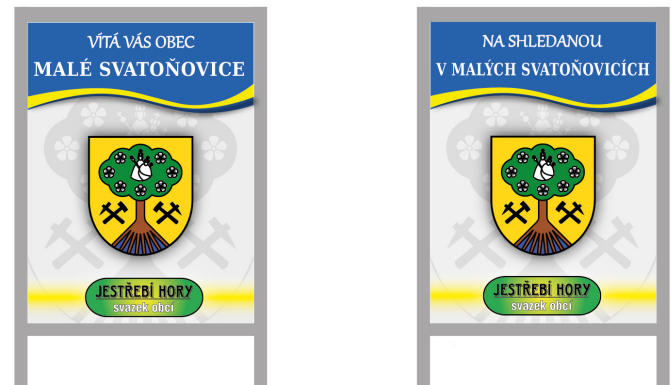 VÍTÁ VÁS OBEC
MALÉ SVATOŇOVICE
JESTŘEBÍ HORY
svazek obcí
NA SHLEDANOU
V MALÝCH SVATOŇOVICÍCH
JESTŘEBÍ HORY
svazek obcí